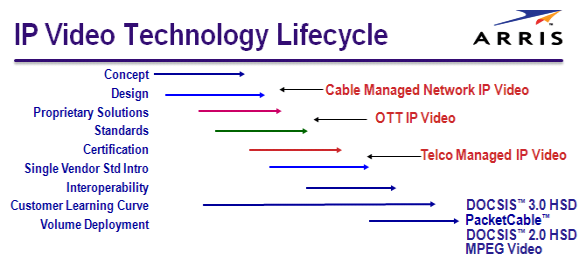 IP Video Technology Lifecycle
ARRIS
Concept
Design
Cable Managed Network IP Video
Proprietary Solutions
OTT IP Video
Standards
Certification
Telco Managed IP Video
Single Vendor Std Intro
Interoperability
Customer Learning Curve
DOCSIS™ 3.0 HSD
Volume Deployment
PacketCable™
DOCSIS™ 2.0 HSD
MPEG Video